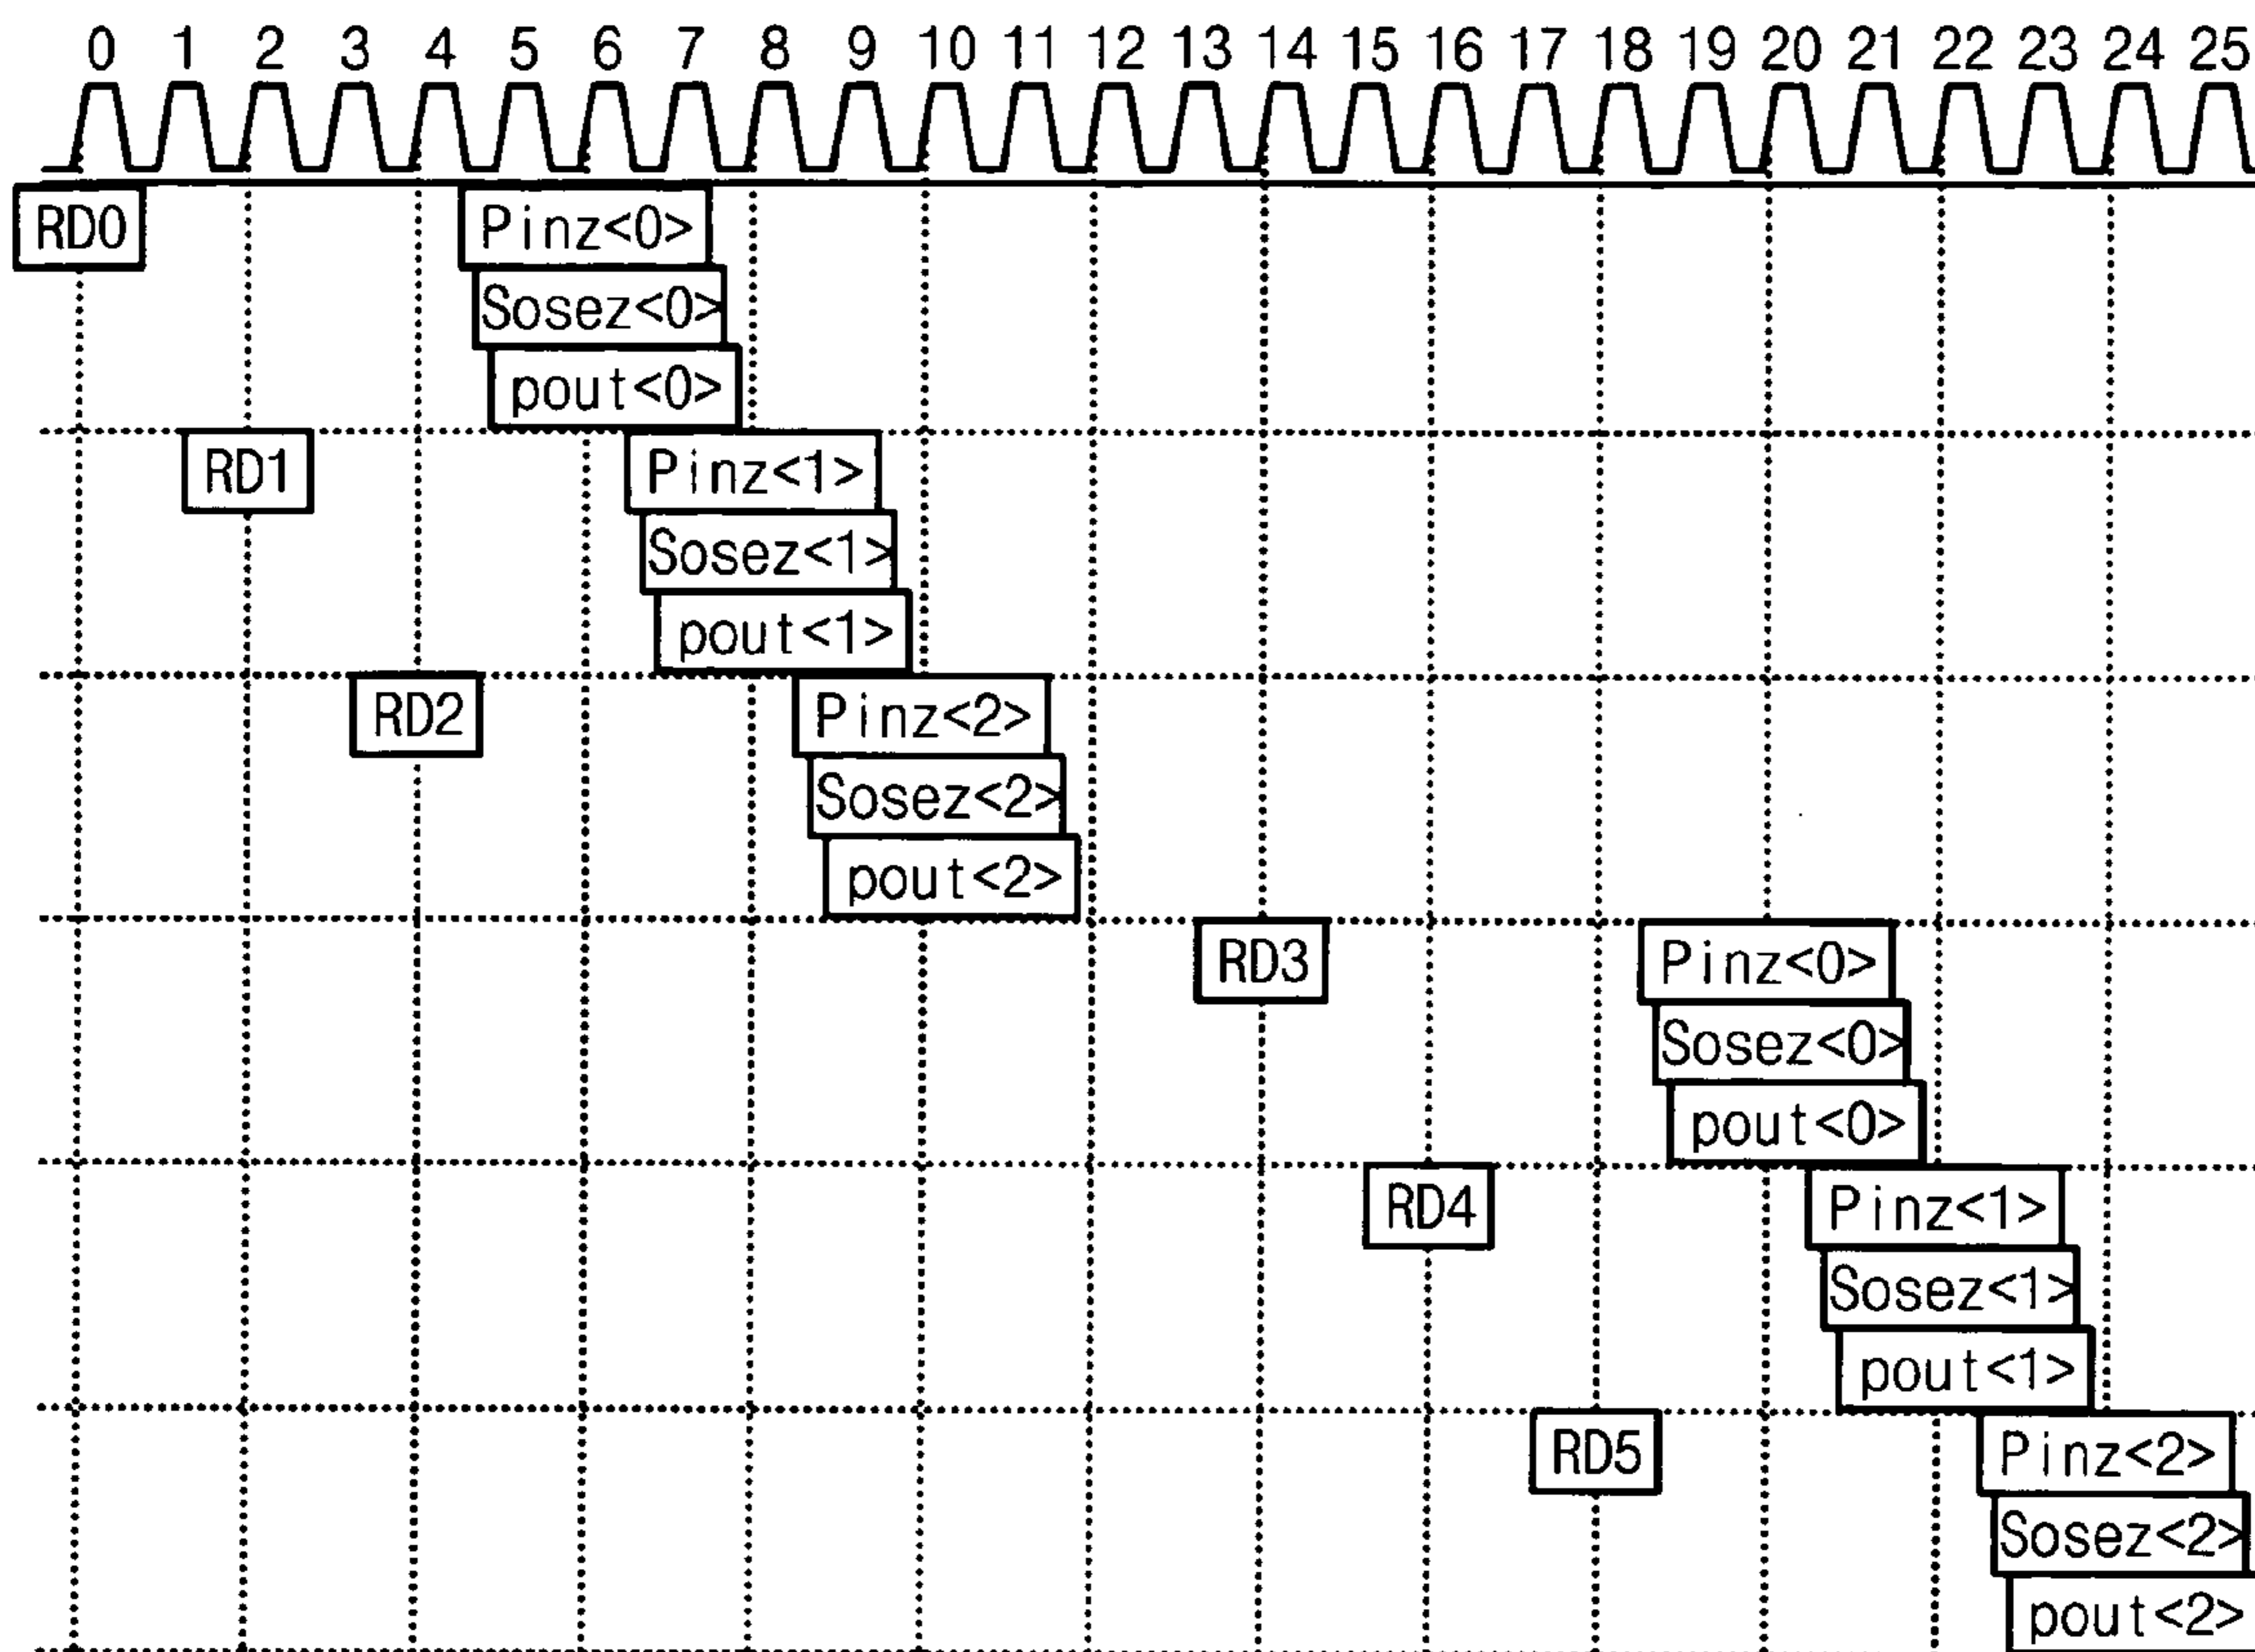 0 1 2 3 4 5 6 7 8 9 10 11 12 13 14 15 16 17 18 19 20 21 22 23 24 25
RD0 Pinz<0>
Sosez<0>
pout<0>
RD1 Pinz<1>
Sosez<1>
pout<1>
RD2 Pinz<2>
Sosez<2>
pout<2>
RD3 Pinz<0>
Sosez<0>
pout<0>
RD4 Pinz<1>
Sosez<1>
pout<1>
RD5 Pinz<2>
Sosez<2>
pout<2>